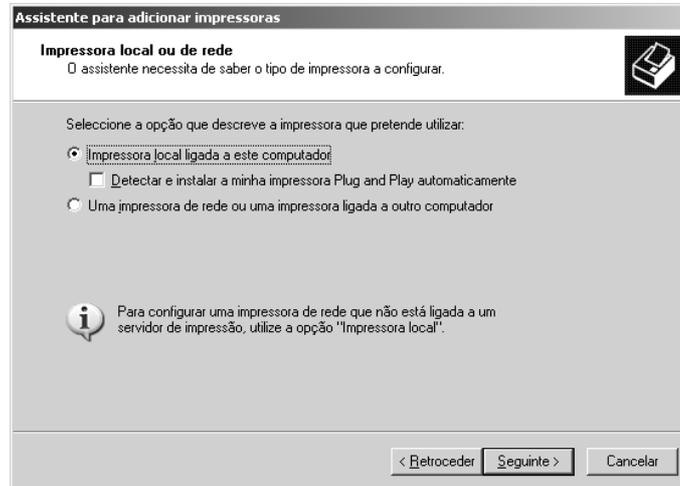 Assistente para adicionar impressoras
Impressora local ou de rede
O assistente necessita de saber o tipo de impressora a configurar.
Seleccione a opção que descreve a impressora que pretende utilizar:
Impressora local ligada a este computador
Detectar e instalar a minha impressora Plug and Play automaticamente
Uma impressora de rede ou uma impressora ligada a outro computador
Para configurar uma impressora de rede que não está ligada a um
servidor de impressão, utilize a opção "Impressora local".
< Retroceder Seguinte > Cancelar